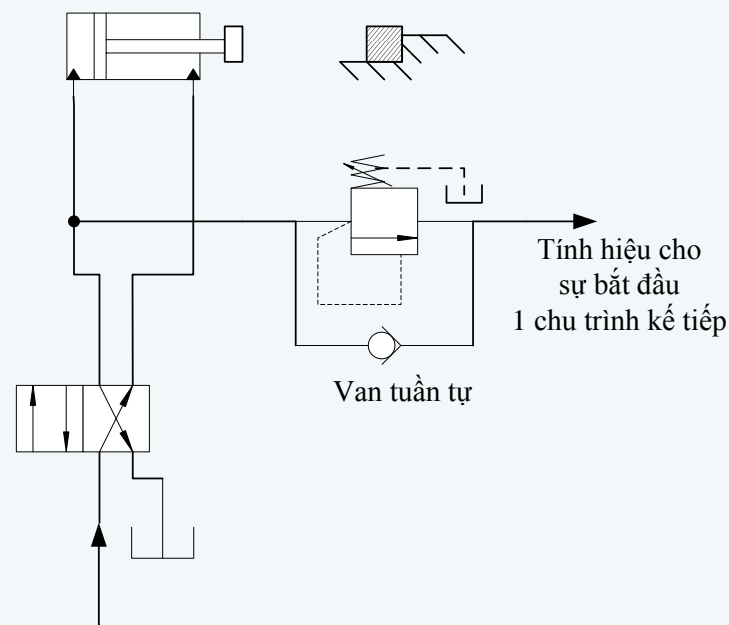 Tính hiệu cho
sự bắt đầu
1 chu trình kế tiếp
Van tuần tự